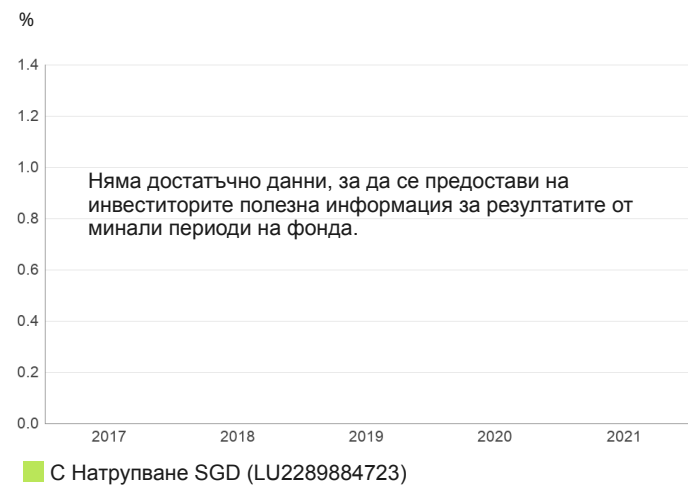 %
1.4
1.2
1.0
Няма достатъчно данни, за да се предостави на
инвеститорите полезна информация за резултатите от
0.8
минали периоди на фонда.
0.6
0.4
0.2
0.0
2017 2018 2019 2020 2021
С Натрупване SGD (LU2289884723)